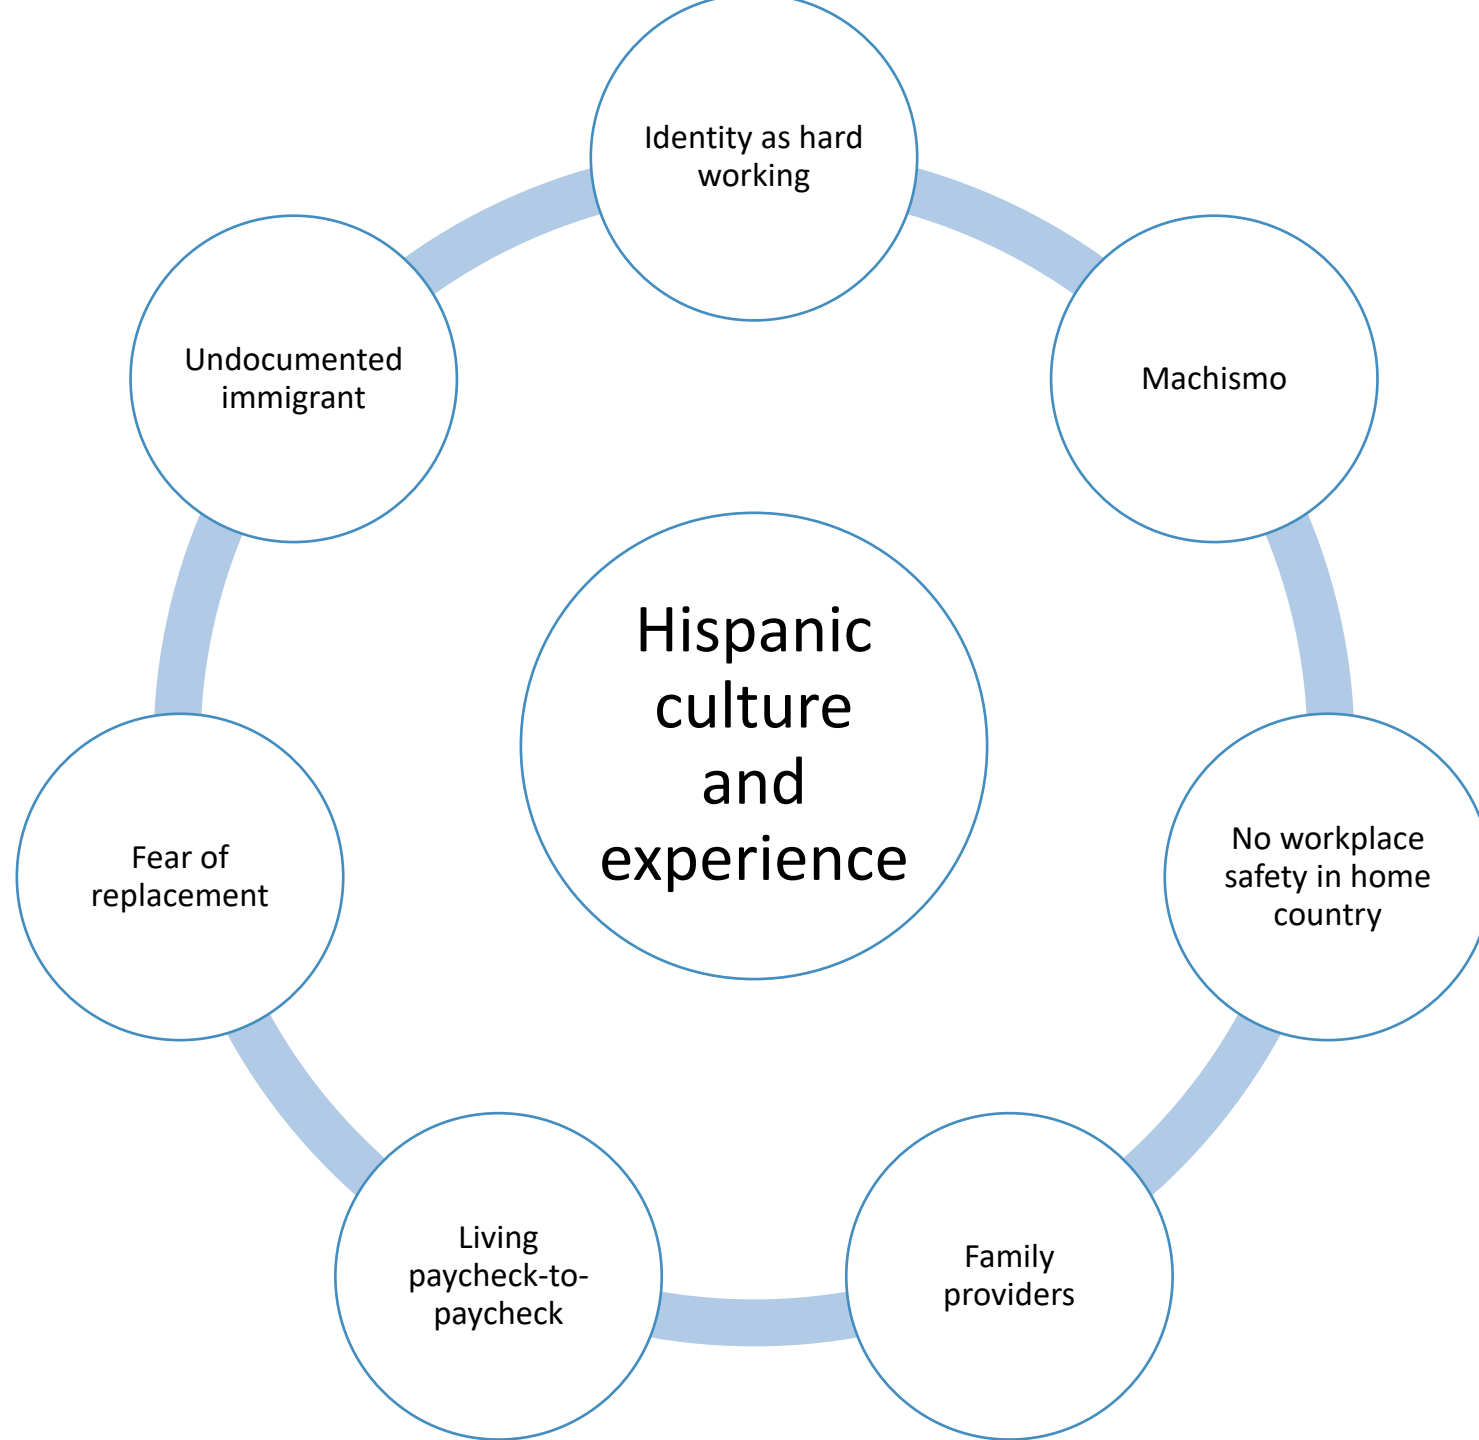 Identity as hard
working
Machismo
No workplace
safety in home
country
Family
providers
Living
paycheck-to-
paycheck
Fear of
replacement
Undocumented
immigrant
Hispanic
culture
and
experience